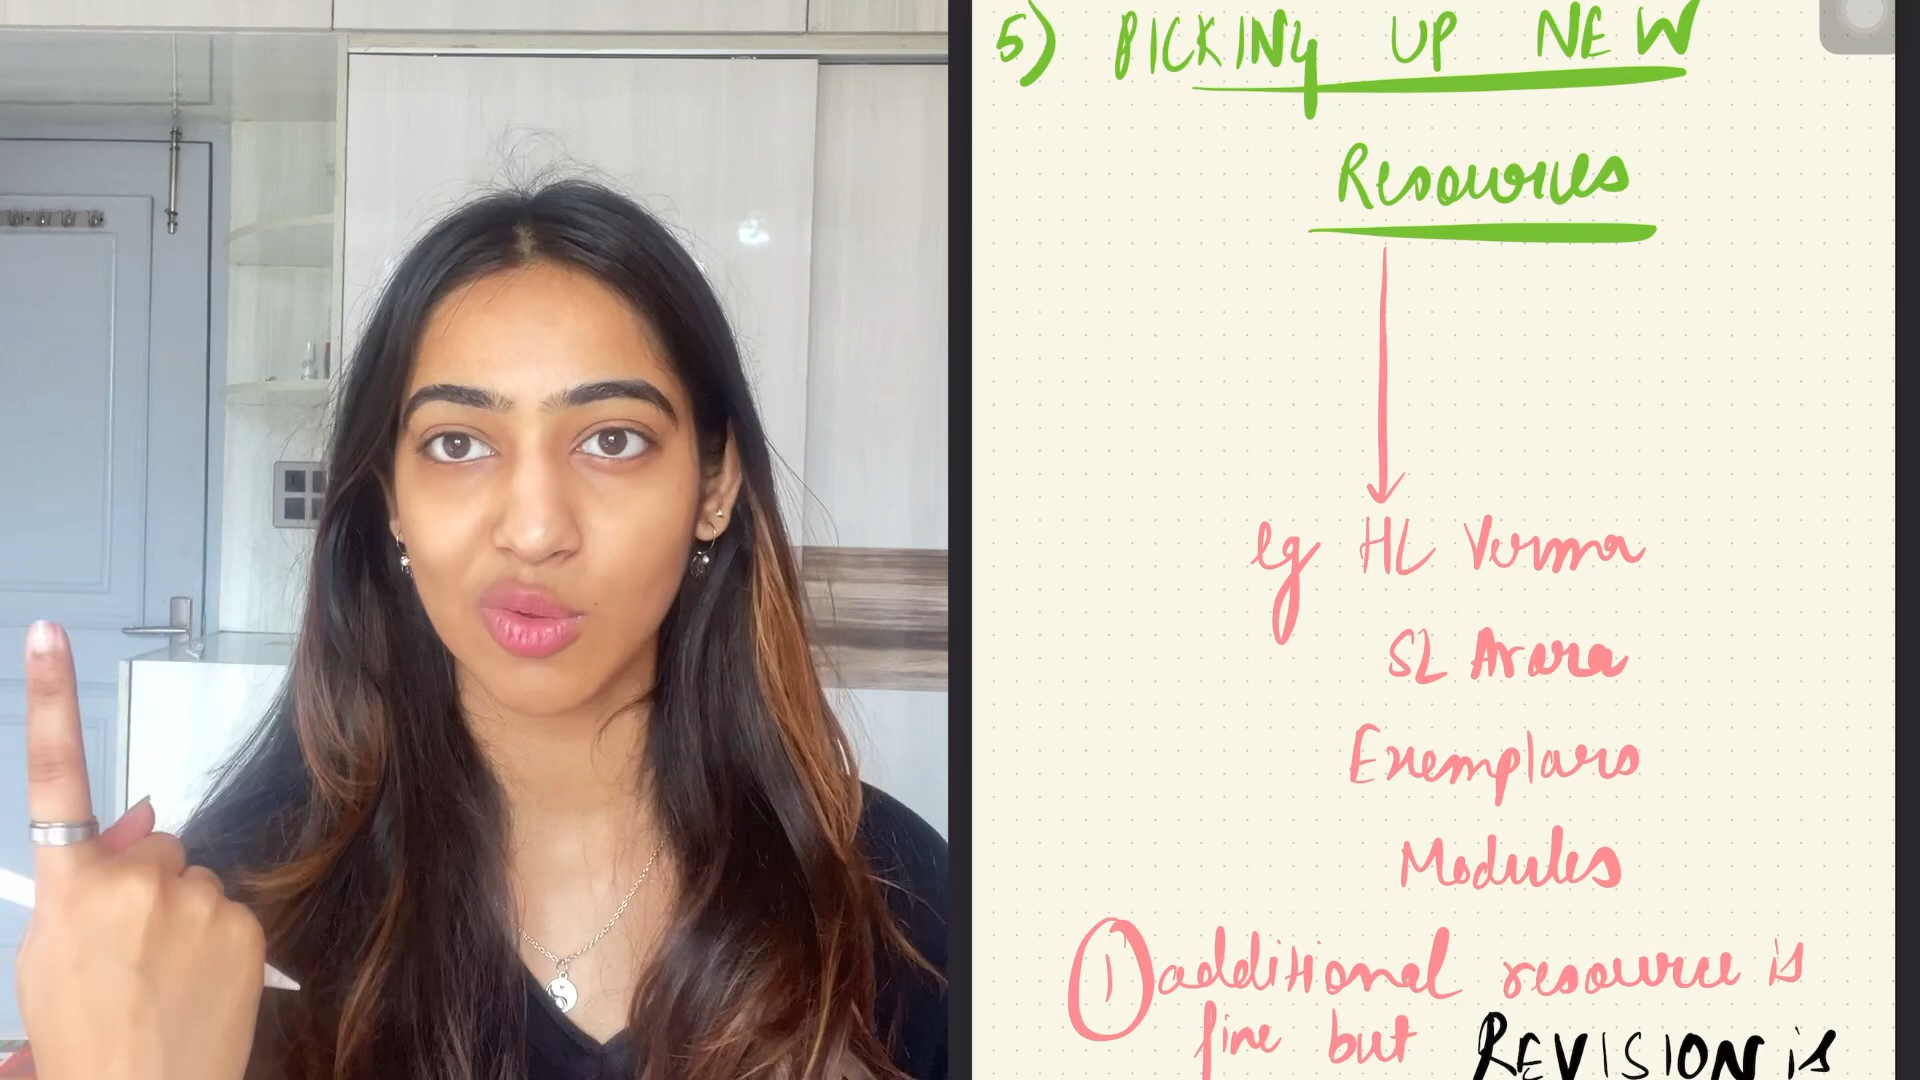 5) PICKING UP NEW
Resources
eg HC Verma
SL Arora
Exemplars
Modules
1 additional resource is
fine but REVISION is